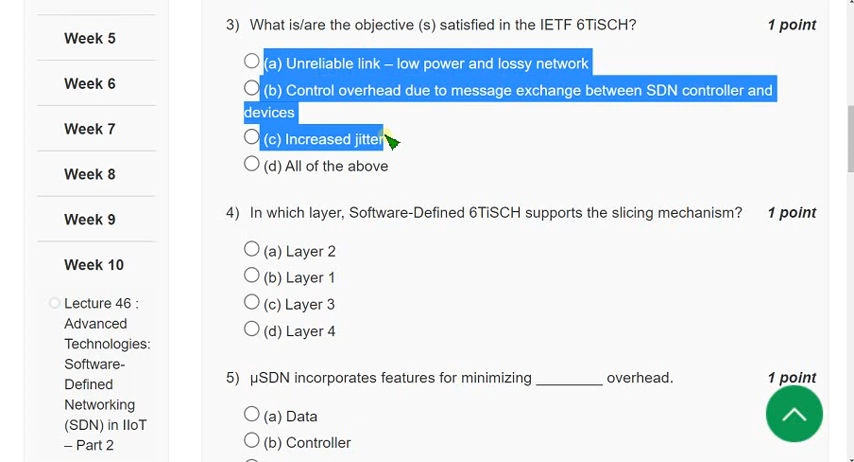 Week 5
Week 6
Week 7
Week 8
Week 9
Week 10
Lecture 46 :
Advanced
Technologies:
Software-
Defined
Networking
(SDN) in IIoT
– Part 2
3) What is/are the objective (s) satisfied in the IETF 6TiSCH? 1 point
(a) Unreliable link – low power and lossy network
(b) Control overhead due to message exchange between SDN controller and
devices
(c) Increased jitter
(d) All of the above
4) In which layer, Software-Defined 6TiSCH supports the slicing mechanism? 1 point
(a) Layer 2
(b) Layer 1
(c) Layer 3
(d) Layer 4
5) µSDN incorporates features for minimizing ________ overhead. 1 point
(a) Data
(b) Controller